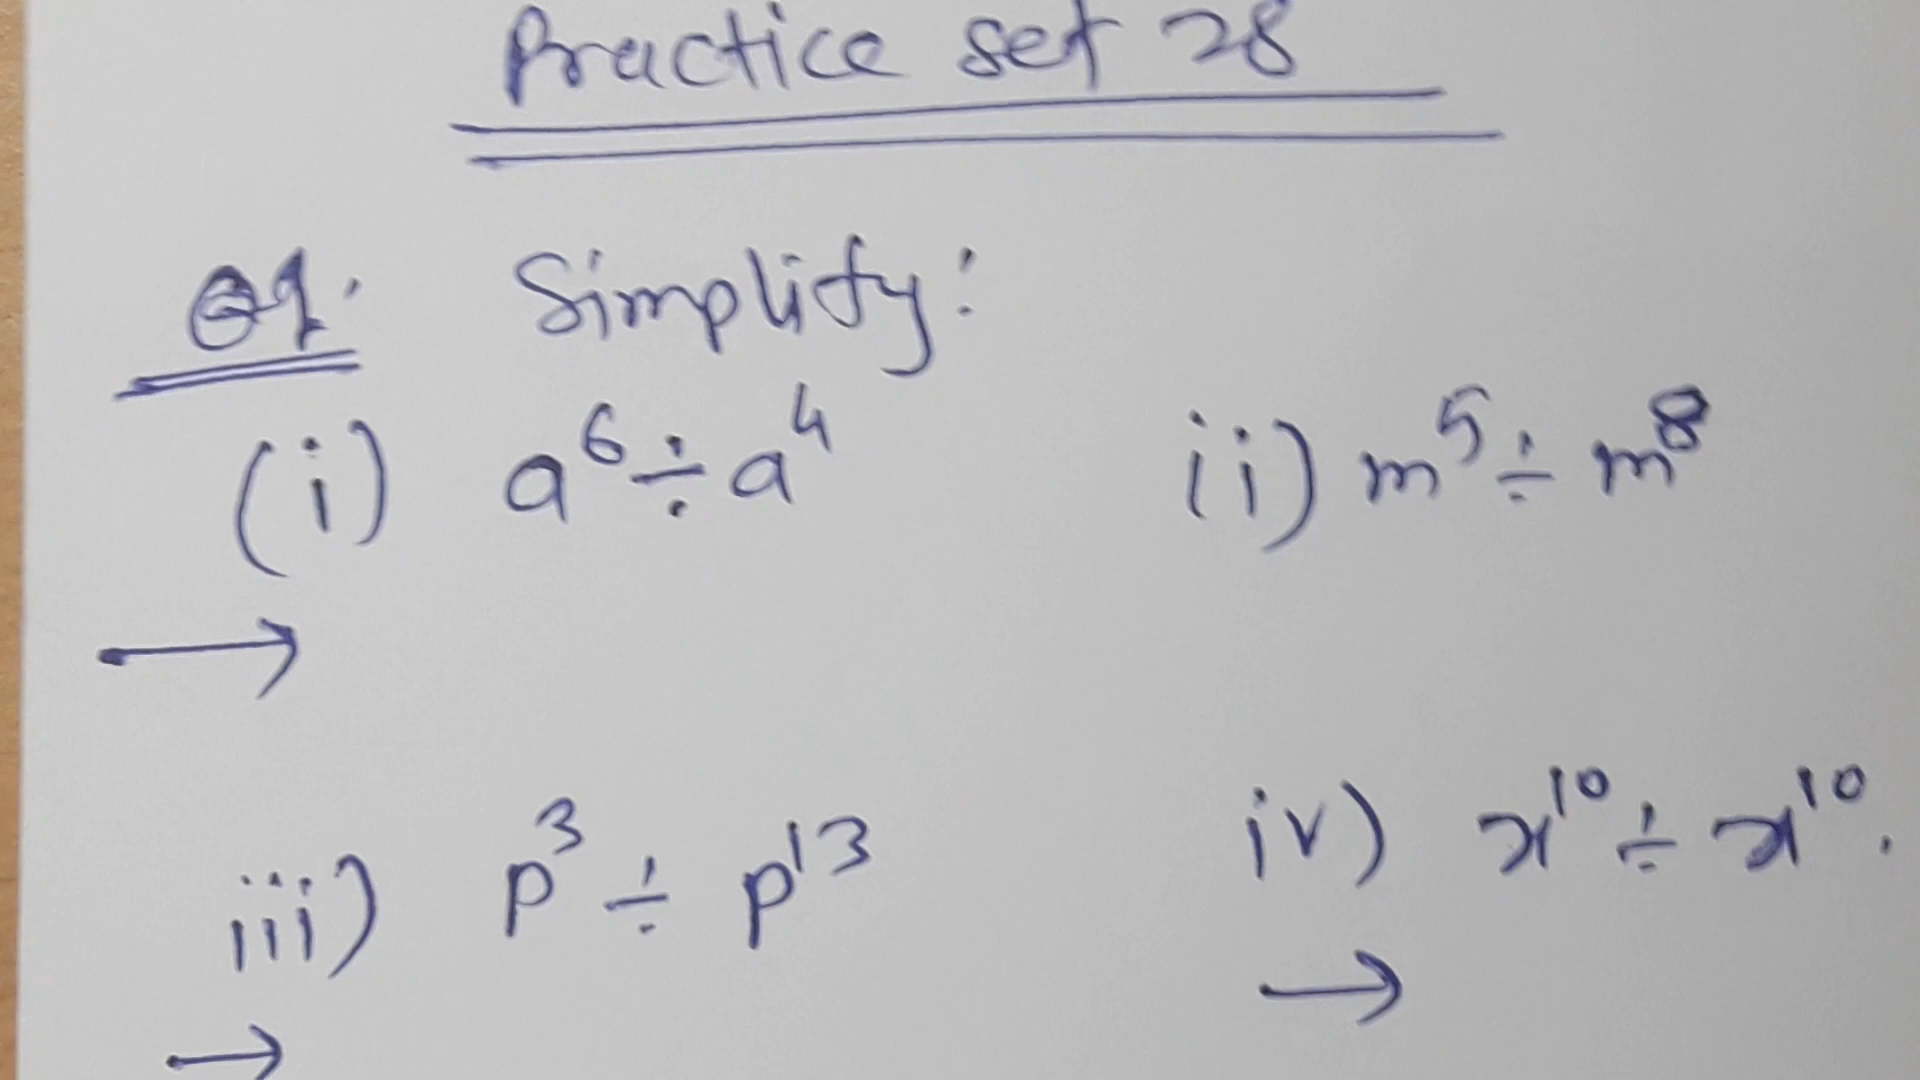 Practice set 28
Q1. Simplify:
(i) a⁶ ÷ a⁴ ii) m⁵ ÷ m⁸
→
iii) p³ ÷ p¹³ iv) x¹⁰ ÷ x¹⁰.
→ →